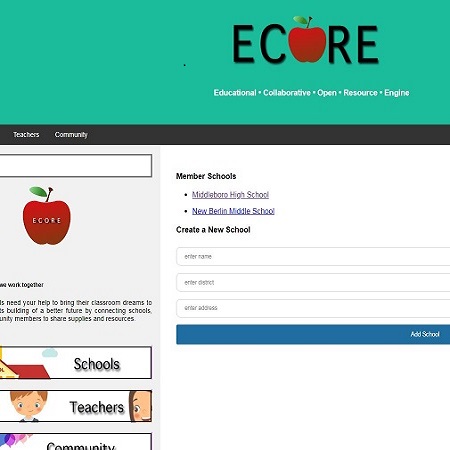 ECORE
Educational • Collaborative • Open • Resource • Engine
Teachers Community
ECORE
we work together
ls need your help to bring their classroom dreams to
ts building of a better future by connecting schools,
unity members to share supplies and resources.
Schools
Teachers
Community
Member Schools
• Middleboro High School
• New Berlin Middle School
Create a New School
enter name
enter district
enter address
Add School